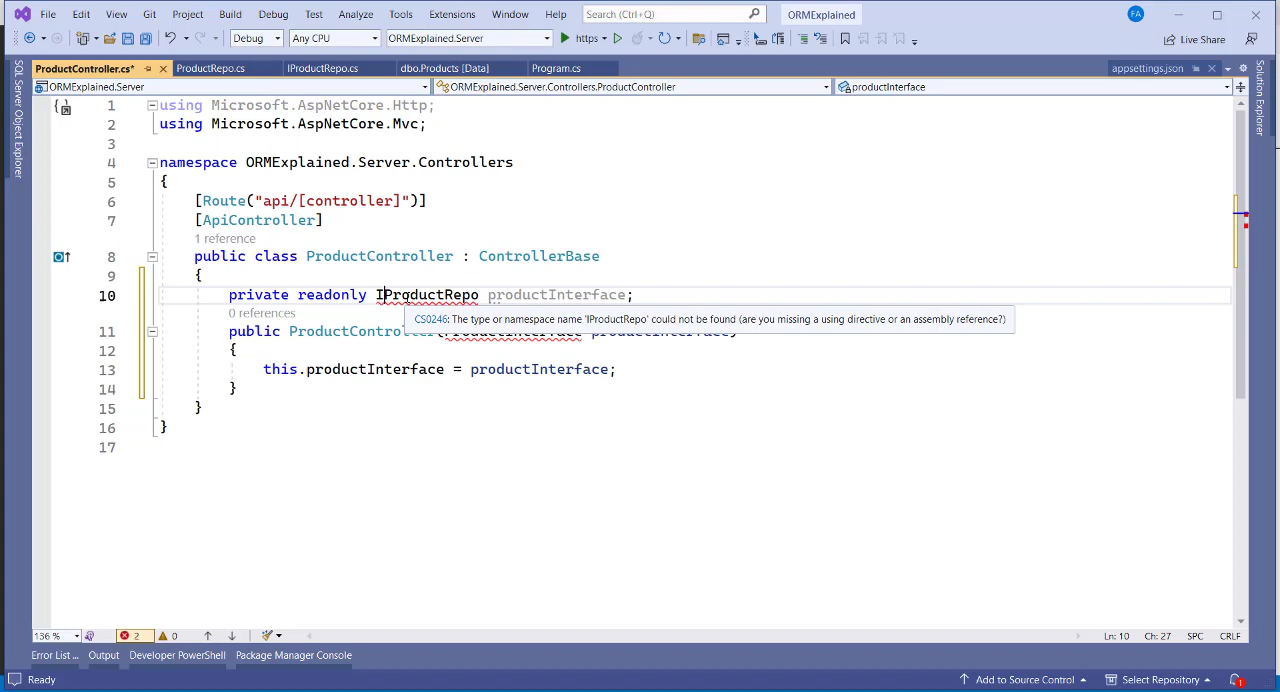 File Edit View Git Project Build Debug Test Analyze Tools Extensions Window Help Search (Ctrl+Q) ORMExplained FA
Debug Any CPU ORMExplained.Server https Live Share
ProductController.cs* ProductRepo.cs IProductRepo.cs dbo.Products [Data] Program.cs appsettings.json
ORMExplained.Server ORMExplained.Server.Controllers.ProductController productInterface
SQL Server Object Explorer
Solution Explorer
1 using Microsoft.AspNetCore.Http;
2 using Microsoft.AspNetCore.Mvc;
3
4 namespace ORMExplained.Server.Controllers
5 {
6 [Route("api/[controller]")]
7 [ApiController]
1 reference
8 public class ProductController : ControllerBase
9 {
10 private readonly IProductRepo productInterface;
0 references
CS0246: The type or namespace name 'IProductRepo' could not be found (are you missing a using directive or an assembly reference?)
11 public ProductController(
12 {
13 this.productInterface = productInterface;
14 }
15 }
16 }
17
136 % 2 0 Ln: 10 Ch: 27 SPC CRLF
Error List ... Output Developer PowerShell Package Manager Console
Ready Add to Source Control Select Repository 1